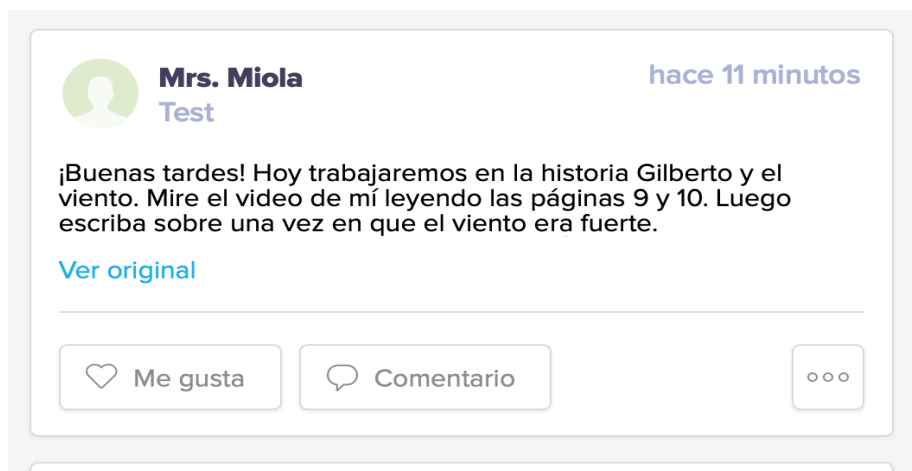 Mrs. Miola
hace 11 minutos
Test
¡Buenas tardes! Hoy trabajaremos en la historia Gilberto y el
viento. Mire el video de mí leyendo las páginas 9 y 10. Luego
escriba sobre una vez en que el viento era fuerte.
Ver original
Me gusta
Comentario